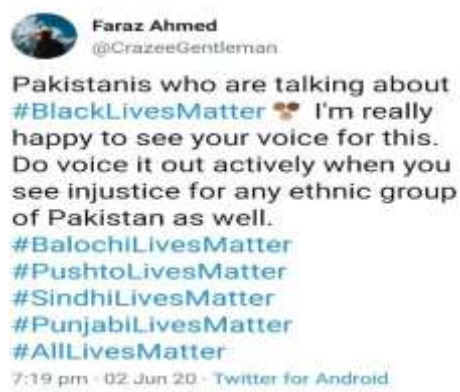 Faraz Ahmed
@CrazeeGentleman
Pakistanis who are talking about
#BlackLivesMatter I'm really
happy to see your voice for this.
Do voice it out actively when you
see injustice for any ethnic group
of Pakistan as well.
#BalochiLivesMatter
#PushtoLivesMatter
#SindhiLivesMatter
#PunjabiLivesMatter
#AllLivesMatter
7:19 pm · 02 Jun 20 · Twitter for Android